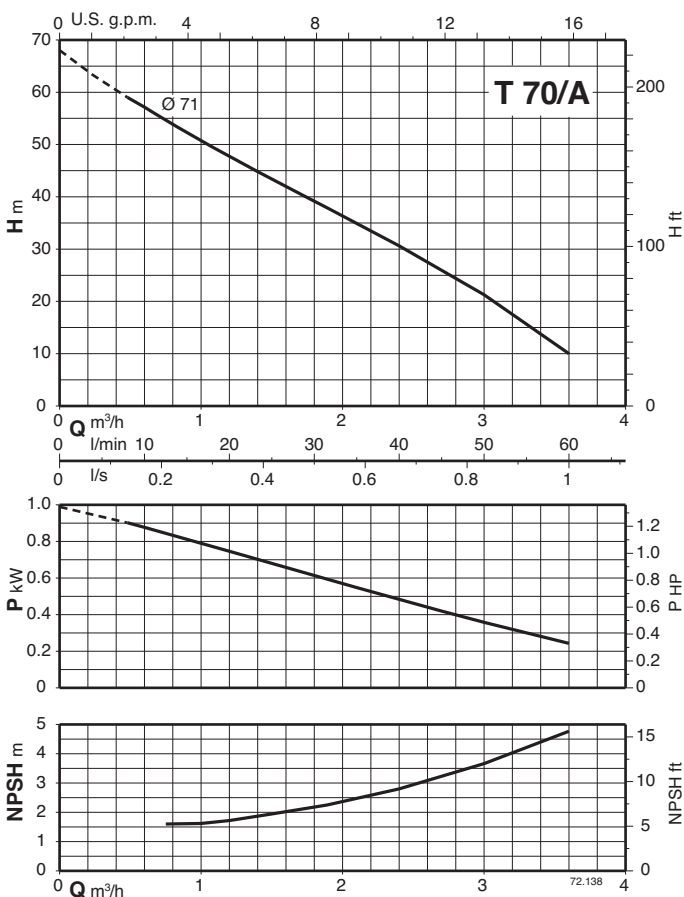 0 U.S. g.p.m. 4 8 12 16
70
60
50
40
30
20
10
0
H m
Ø 71
T 70/A
200
100
0
H ft
0 1 2 3 4
Q m³/h
0 l/min 10 20 30 40 50 60
0 l/s 0.2 0.4 0.6 0.8 1
1.0
0.8
0.6
0.4
0.2
0
P kW
1.2
1.0
0.8
0.6
0.4
0.2
0
P HP
5
4
3
2
1
0
NPSH m
15
10
5
0
NPSH ft
72.138
0 1 2 3 4
Q m³/h